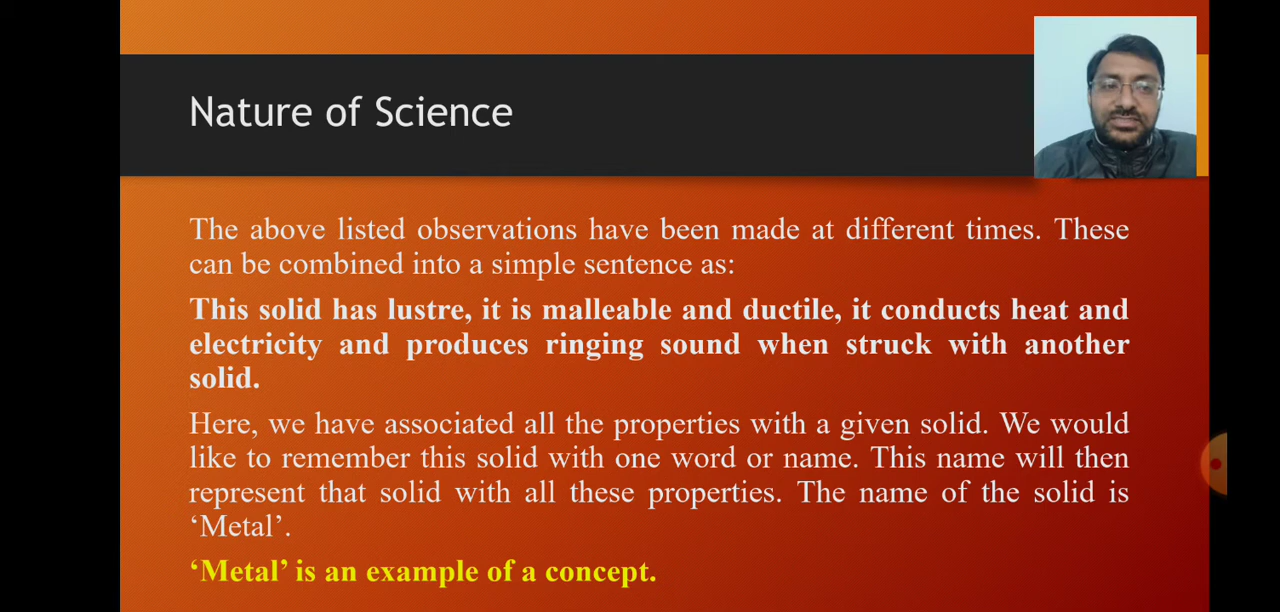 Nature of Science
The above listed observations have been made at different times. These
can be combined into a simple sentence as:
This solid has lustre, it is malleable and ductile, it conducts heat and
electricity and produces ringing sound when struck with another
solid.
Here, we have associated all the properties with a given solid. We would
like to remember this solid with one word or name. This name will then
represent that solid with all these properties. The name of the solid is
‘Metal’.
‘Metal’ is an example of a concept.